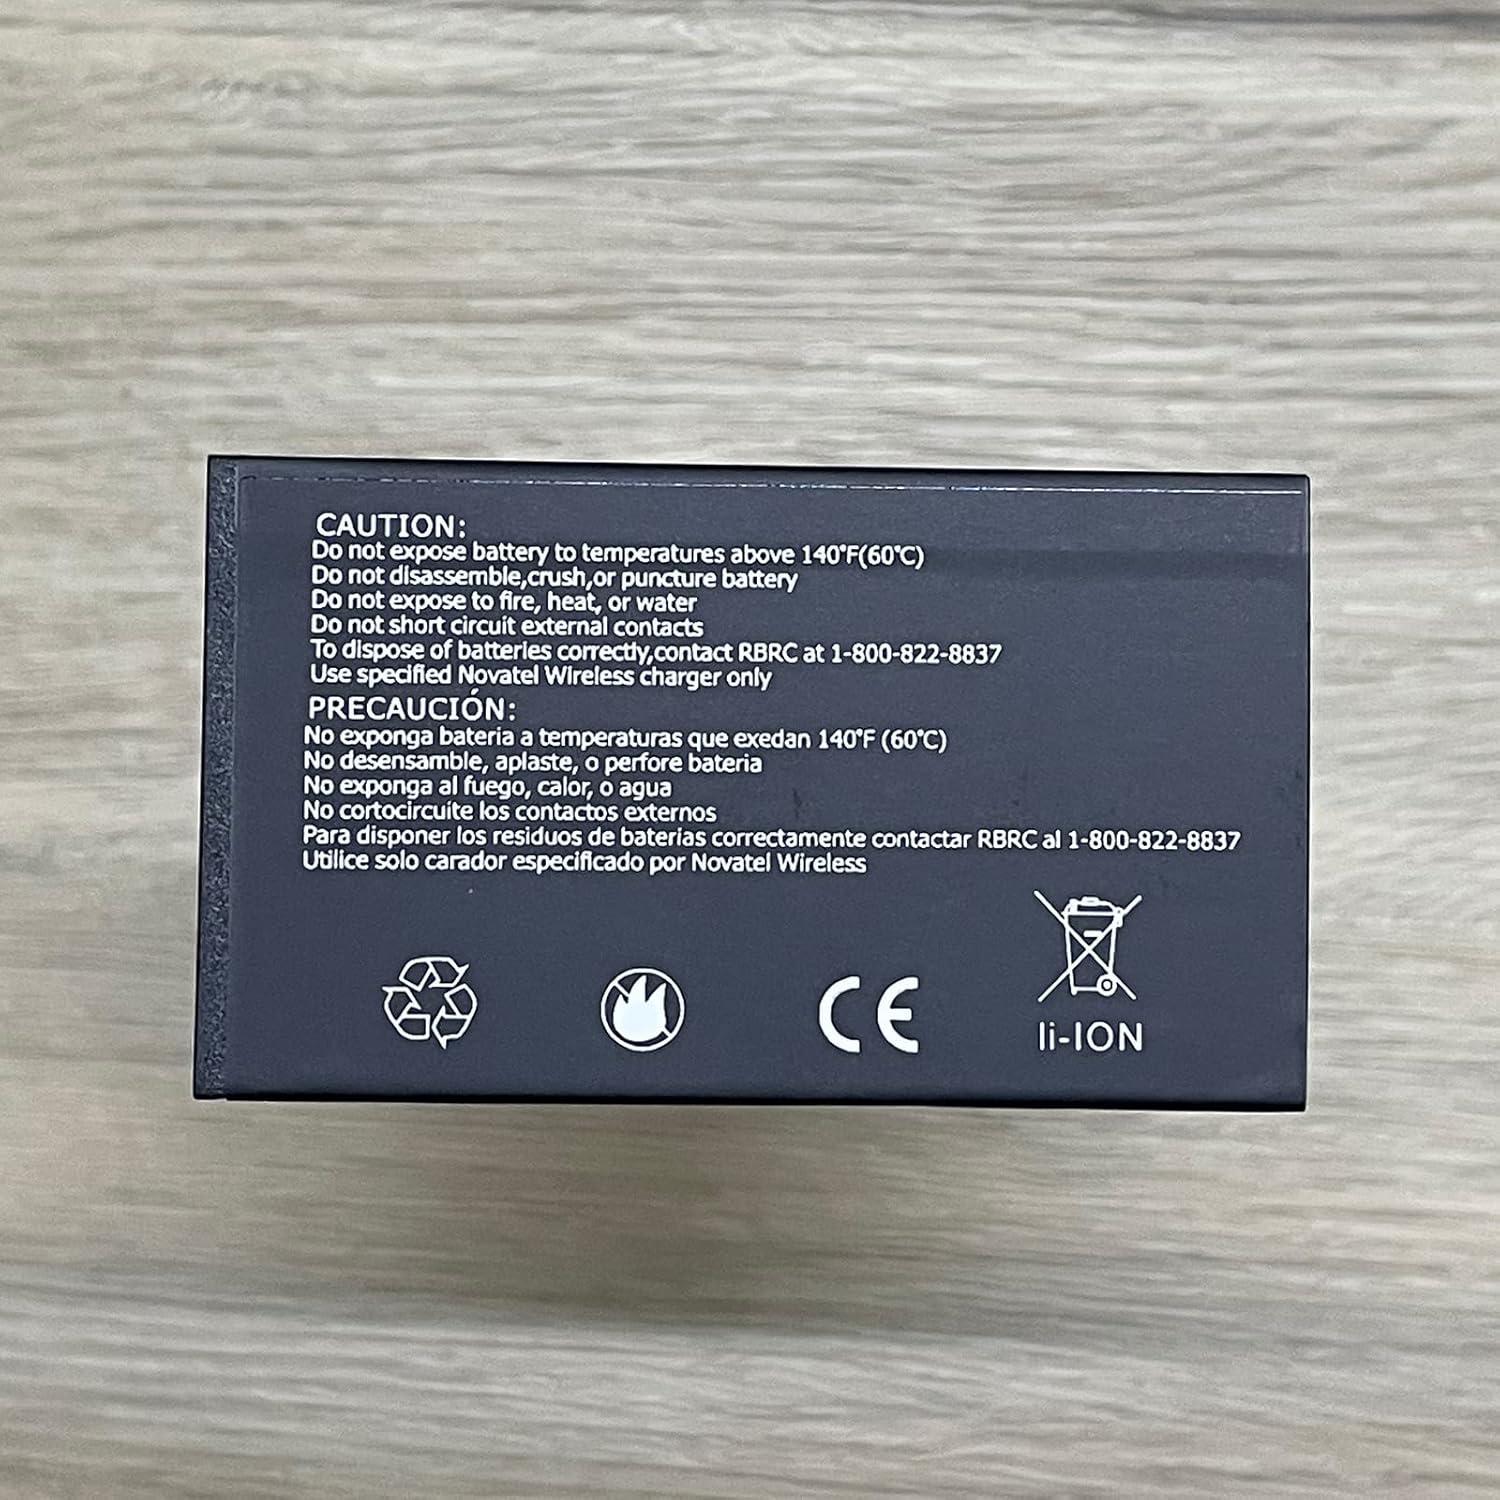 CAUTION:
Do not expose battery to temperatures above 140°F(60℃)
Do not disassemble,crush,or puncture battery
Do not expose to fire, heat, or water
Do not short circuit external contacts
To dispose of batteries correctly,contact RBRC at 1-800-822-8837
Use specified Novatel Wireless charger only
PRECAUCIÓN:
No exponga bateria a temperaturas que exedan 140°F (60℃)
No desensamble, aplaste, o perfore bateria
No exponga al fuego, calor, o agua
No cortocircuite los contactos externos
Para disponer los residuos de baterias correctamente contactar RBRC al 1-800-822-8837
Utilice solo carador especificado por Novatel Wireless
CE
li-ION